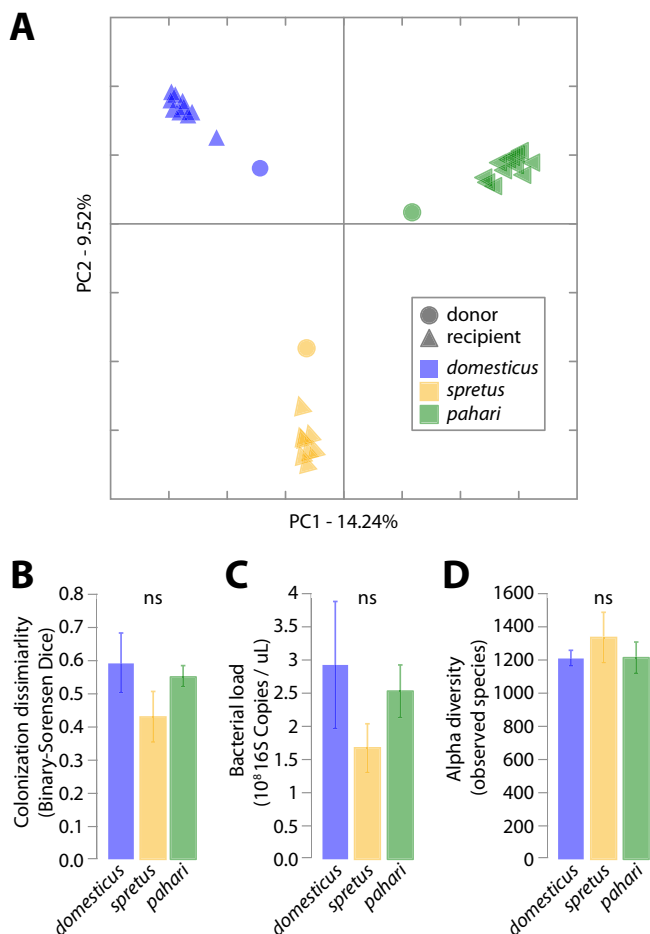 A
PC2 - 9.52%
donor
recipient
domesticus
spretus
pahari
PC1 - 14.24%
B
ns
Colonization dissimiarlity
(Binary-Sorensen Dice)
0.8
0.7
0.6
0.5
0.4
0.3
0.2
0.1
0.0
domesticus
spretus
pahari
C
ns
Bacterial load
(10⁸ 16S Copies / uL)
4
3.5
3
2.5
2
1.5
1
0.5
0.0
domesticus
spretus
pahari
D
ns
Alpha diversity
(observed species)
1600
1400
1200
1000
800
600
400
200
0
domesticus
spretus
pahari